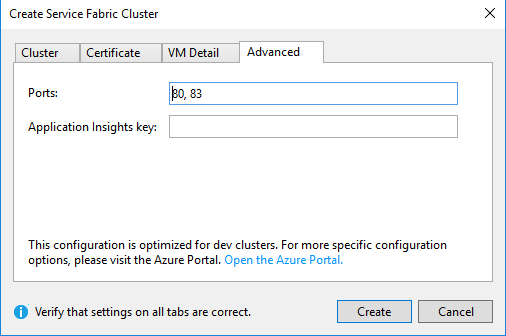 Create Service Fabric Cluster
Cluster Certificate VM Detail Advanced
Ports: 80, 83
Application Insights key:
This configuration is optimized for dev clusters. For more specific configuration
options, please visit the Azure Portal. Open the Azure Portal.
Verify that settings on all tabs are correct. Create Cancel